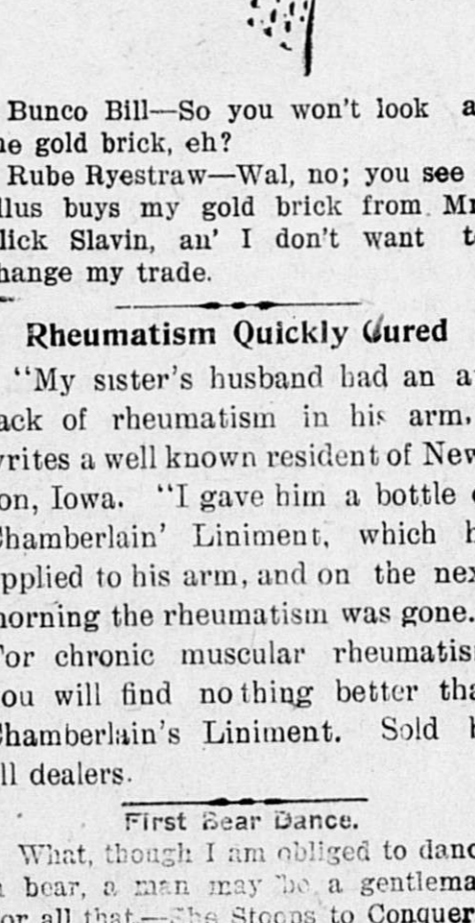 Bunco Bill—So you won't look a
he gold brick, eh?
Rube Ryestraw—Wal, no; you see
llus buys my gold brick from Mr
lick Slavin, an' I don't want t
hange my trade.
Rheumatism Quickly Cured
"My sister's husband had an a
ack of rheumatism in his arm.
rites a well known resident of New
on, Iowa. "I gave him a bottle
hamberlain' Liniment, which h
pplied to his arm, and on the nex
orning the rheumatism was gone.
or chronic muscular rheumatis
ou will find nothing better tha
hamberlain's Liniment. Sold b
ll dealers.
First Bear Dance.
What, though I am obliged to danc
a bear, a man may be a gentlema
or all that.—She Stoops to Conquer